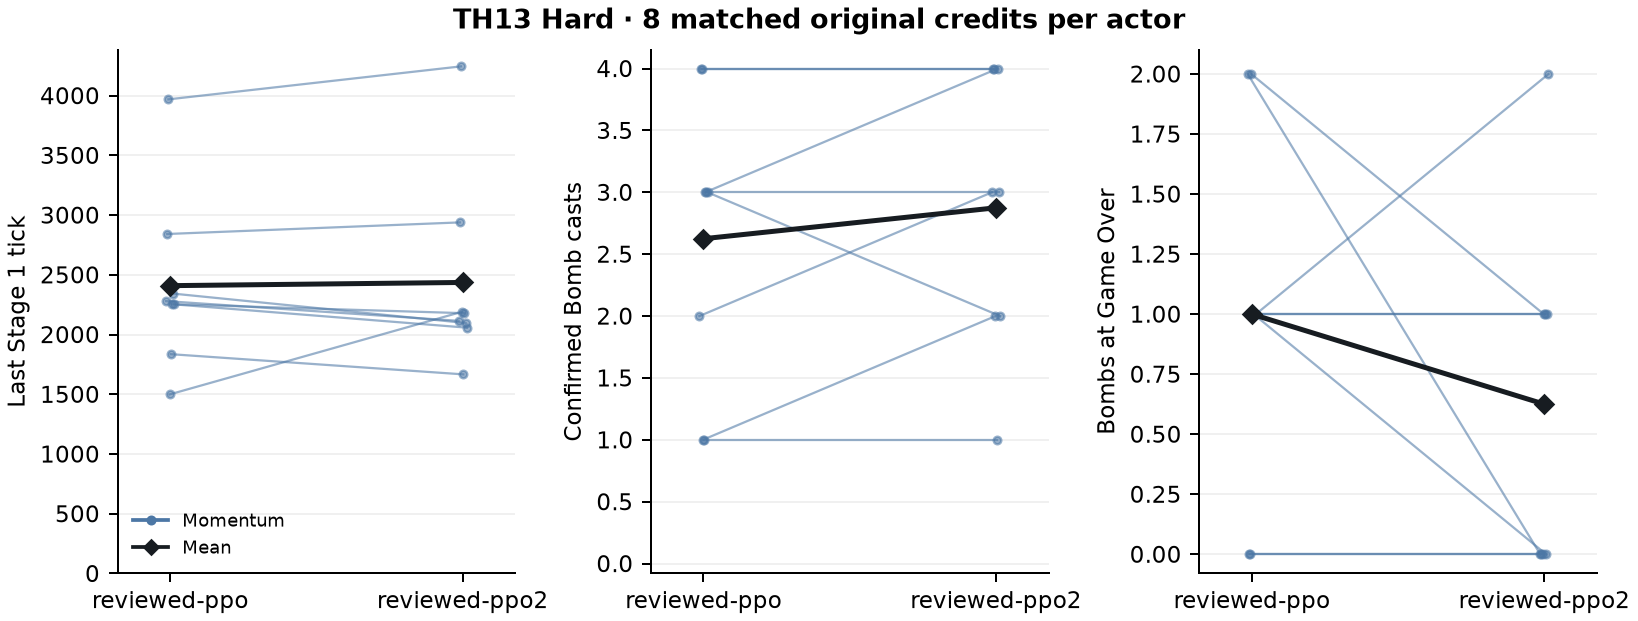 TH13 Hard · 8 matched original credits per actor
Last Stage 1 tick
4000
3500
3000
2500
2000
1500
1000
500
0
Momentum
Mean
reviewed-ppo
reviewed-ppo2
Confirmed Bomb casts
4.0
3.5
3.0
2.5
2.0
1.5
1.0
0.5
0.0
reviewed-ppo
reviewed-ppo2
Bombs at Game Over
2.00
1.75
1.50
1.25
1.00
0.75
0.50
0.25
0.00
reviewed-ppo
reviewed-ppo2